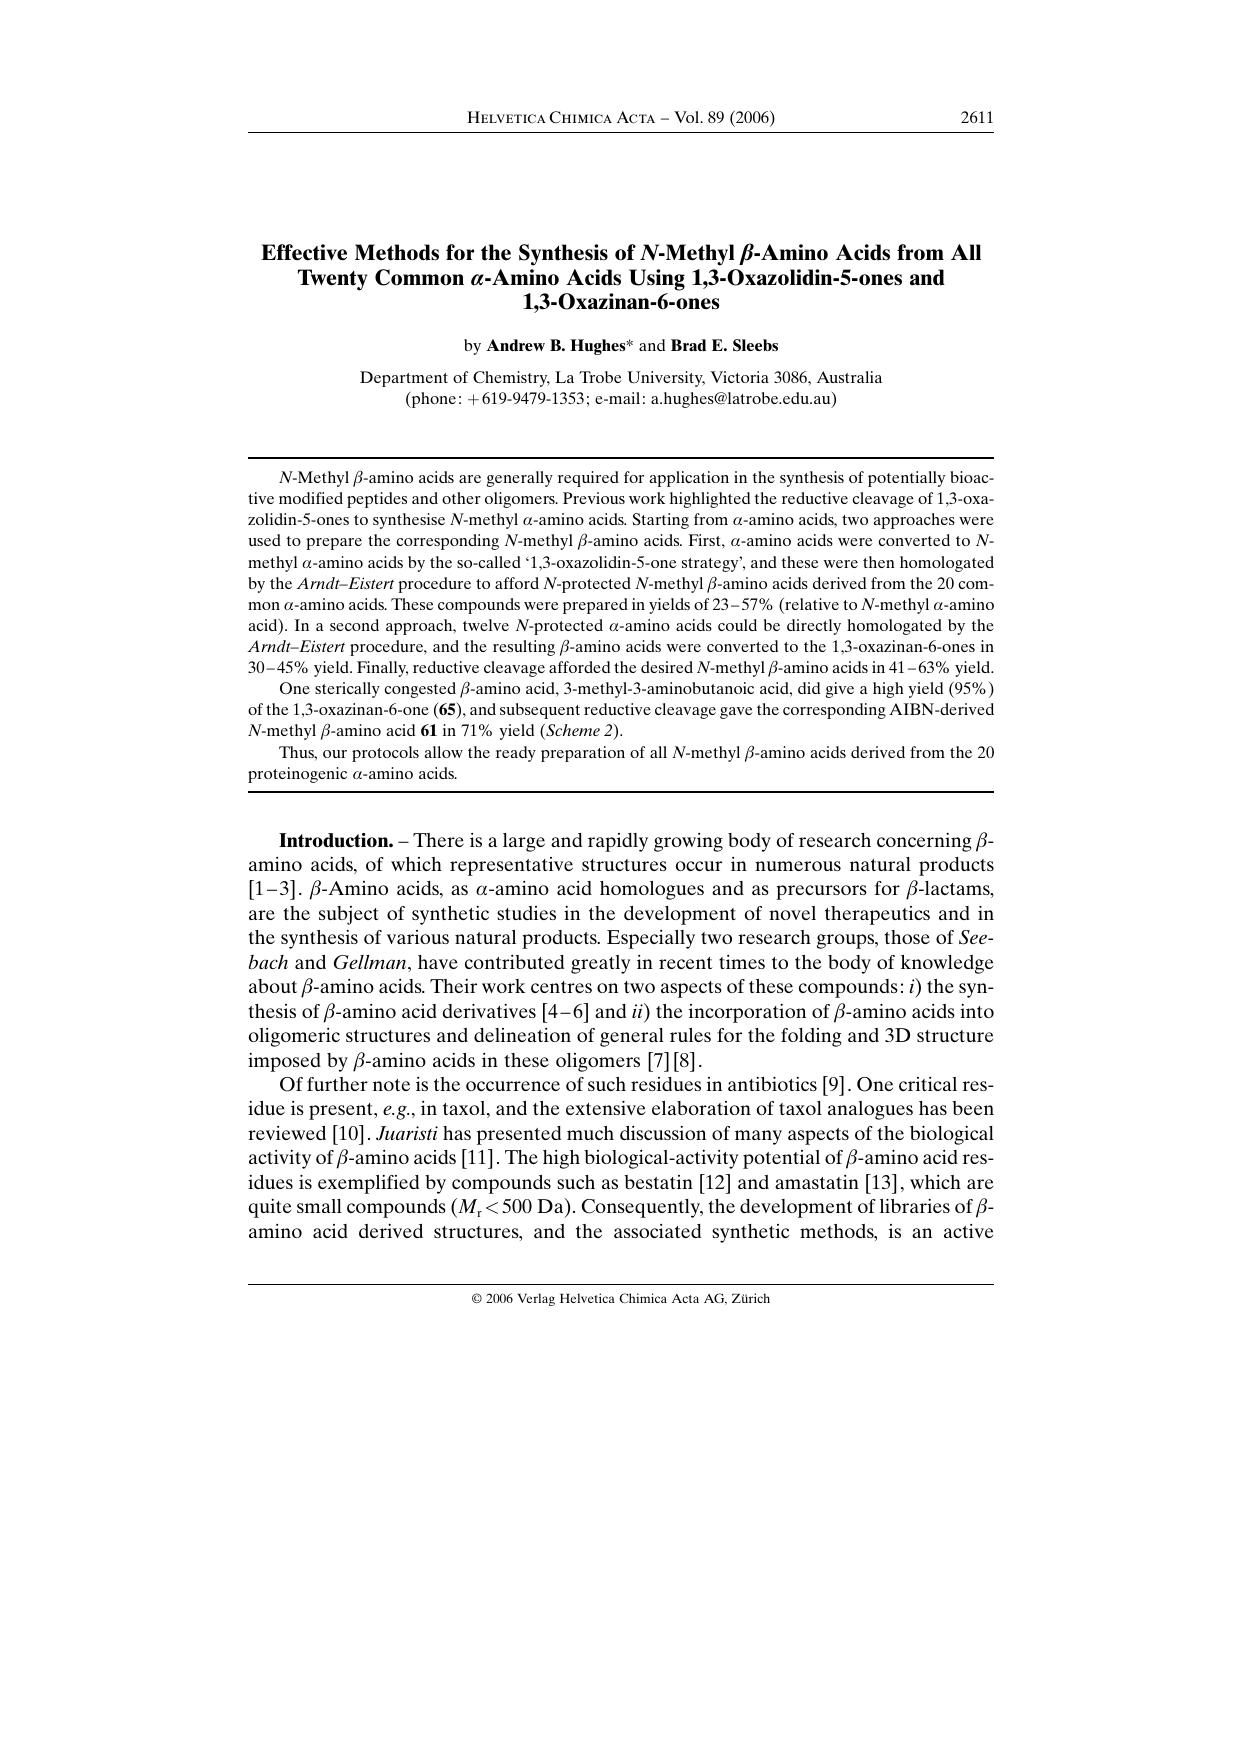 HELVETICA CHIMICA ACTA – Vol. 89 (2006) 2611
Effective Methods for the Synthesis of N-Methyl β-Amino Acids from All
Twenty Common α-Amino Acids Using 1,3-Oxazolidin-5-ones and
1,3-Oxazinan-6-ones
by Andrew B. Hughes* and Brad E. Sleebs
Department of Chemistry, La Trobe University, Victoria 3086, Australia
(phone: +619-9479-1353; e-mail: a.hughes@latrobe.edu.au)
N-Methyl β-amino acids are generally required for application in the synthesis of potentially bioac-
tive modified peptides and other oligomers. Previous work highlighted the reductive cleavage of 1,3-oxa-
zolidin-5-ones to synthesise N-methyl α-amino acids. Starting from α-amino acids, two approaches were
used to prepare the corresponding N-methyl β-amino acids. First, α-amino acids were converted to N-
methyl α-amino acids by the so-called ‘1,3-oxazolidin-5-one strategy’, and these were then homologated
by the Arndt–Eistert procedure to afford N-protected N-methyl β-amino acids derived from the 20 com-
mon α-amino acids. These compounds were prepared in yields of 23–57% (relative to N-methyl α-amino
acid). In a second approach, twelve N-protected α-amino acids could be directly homologated by the
Arndt–Eistert procedure, and the resulting β-amino acids were converted to the 1,3-oxazinan-6-ones in
30–45% yield. Finally, reductive cleavage afforded the desired N-methyl β-amino acids in 41–63% yield.
One sterically congested β-amino acid, 3-methyl-3-aminobutanoic acid, did give a high yield (95%)
of the 1,3-oxazinan-6-one (65), and subsequent reductive cleavage gave the corresponding AIBN-derived
N-methyl β-amino acid 61 in 71% yield (Scheme 2).
Thus, our protocols allow the ready preparation of all N-methyl β-amino acids derived from the 20
proteinogenic α-amino acids.
Introduction. – There is a large and rapidly growing body of research concerning β-
amino acids, of which representative structures occur in numerous natural products
[1–3]. β-Amino acids, as α-amino acid homologues and as precursors for β-lactams,
are the subject of synthetic studies in the development of novel therapeutics and in
the synthesis of various natural products. Especially two research groups, those of See-
bach and Gellman, have contributed greatly in recent times to the body of knowledge
about β-amino acids. Their work centres on two aspects of these compounds: i) the syn-
thesis of β-amino acid derivatives [4–6] and ii) the incorporation of β-amino acids into
oligomeric structures and delineation of general rules for the folding and 3D structure
imposed by β-amino acids in these oligomers [7][8].
Of further note is the occurrence of such residues in antibiotics [9]. One critical res-
idue is present, e.g., in taxol, and the extensive elaboration of taxol analogues has been
reviewed [10]. Juaristi has presented much discussion of many aspects of the biological
activity of β-amino acids [11]. The high biological-activity potential of β-amino acid res-
idues is exemplified by compounds such as bestatin [12] and amastatin [13], which are
quite small compounds (Mr < 500 Da). Consequently, the development of libraries of β-
amino acid derived structures, and the associated synthetic methods, is an active
© 2006 Verlag Helvetica Chimica Acta AG, Zürich